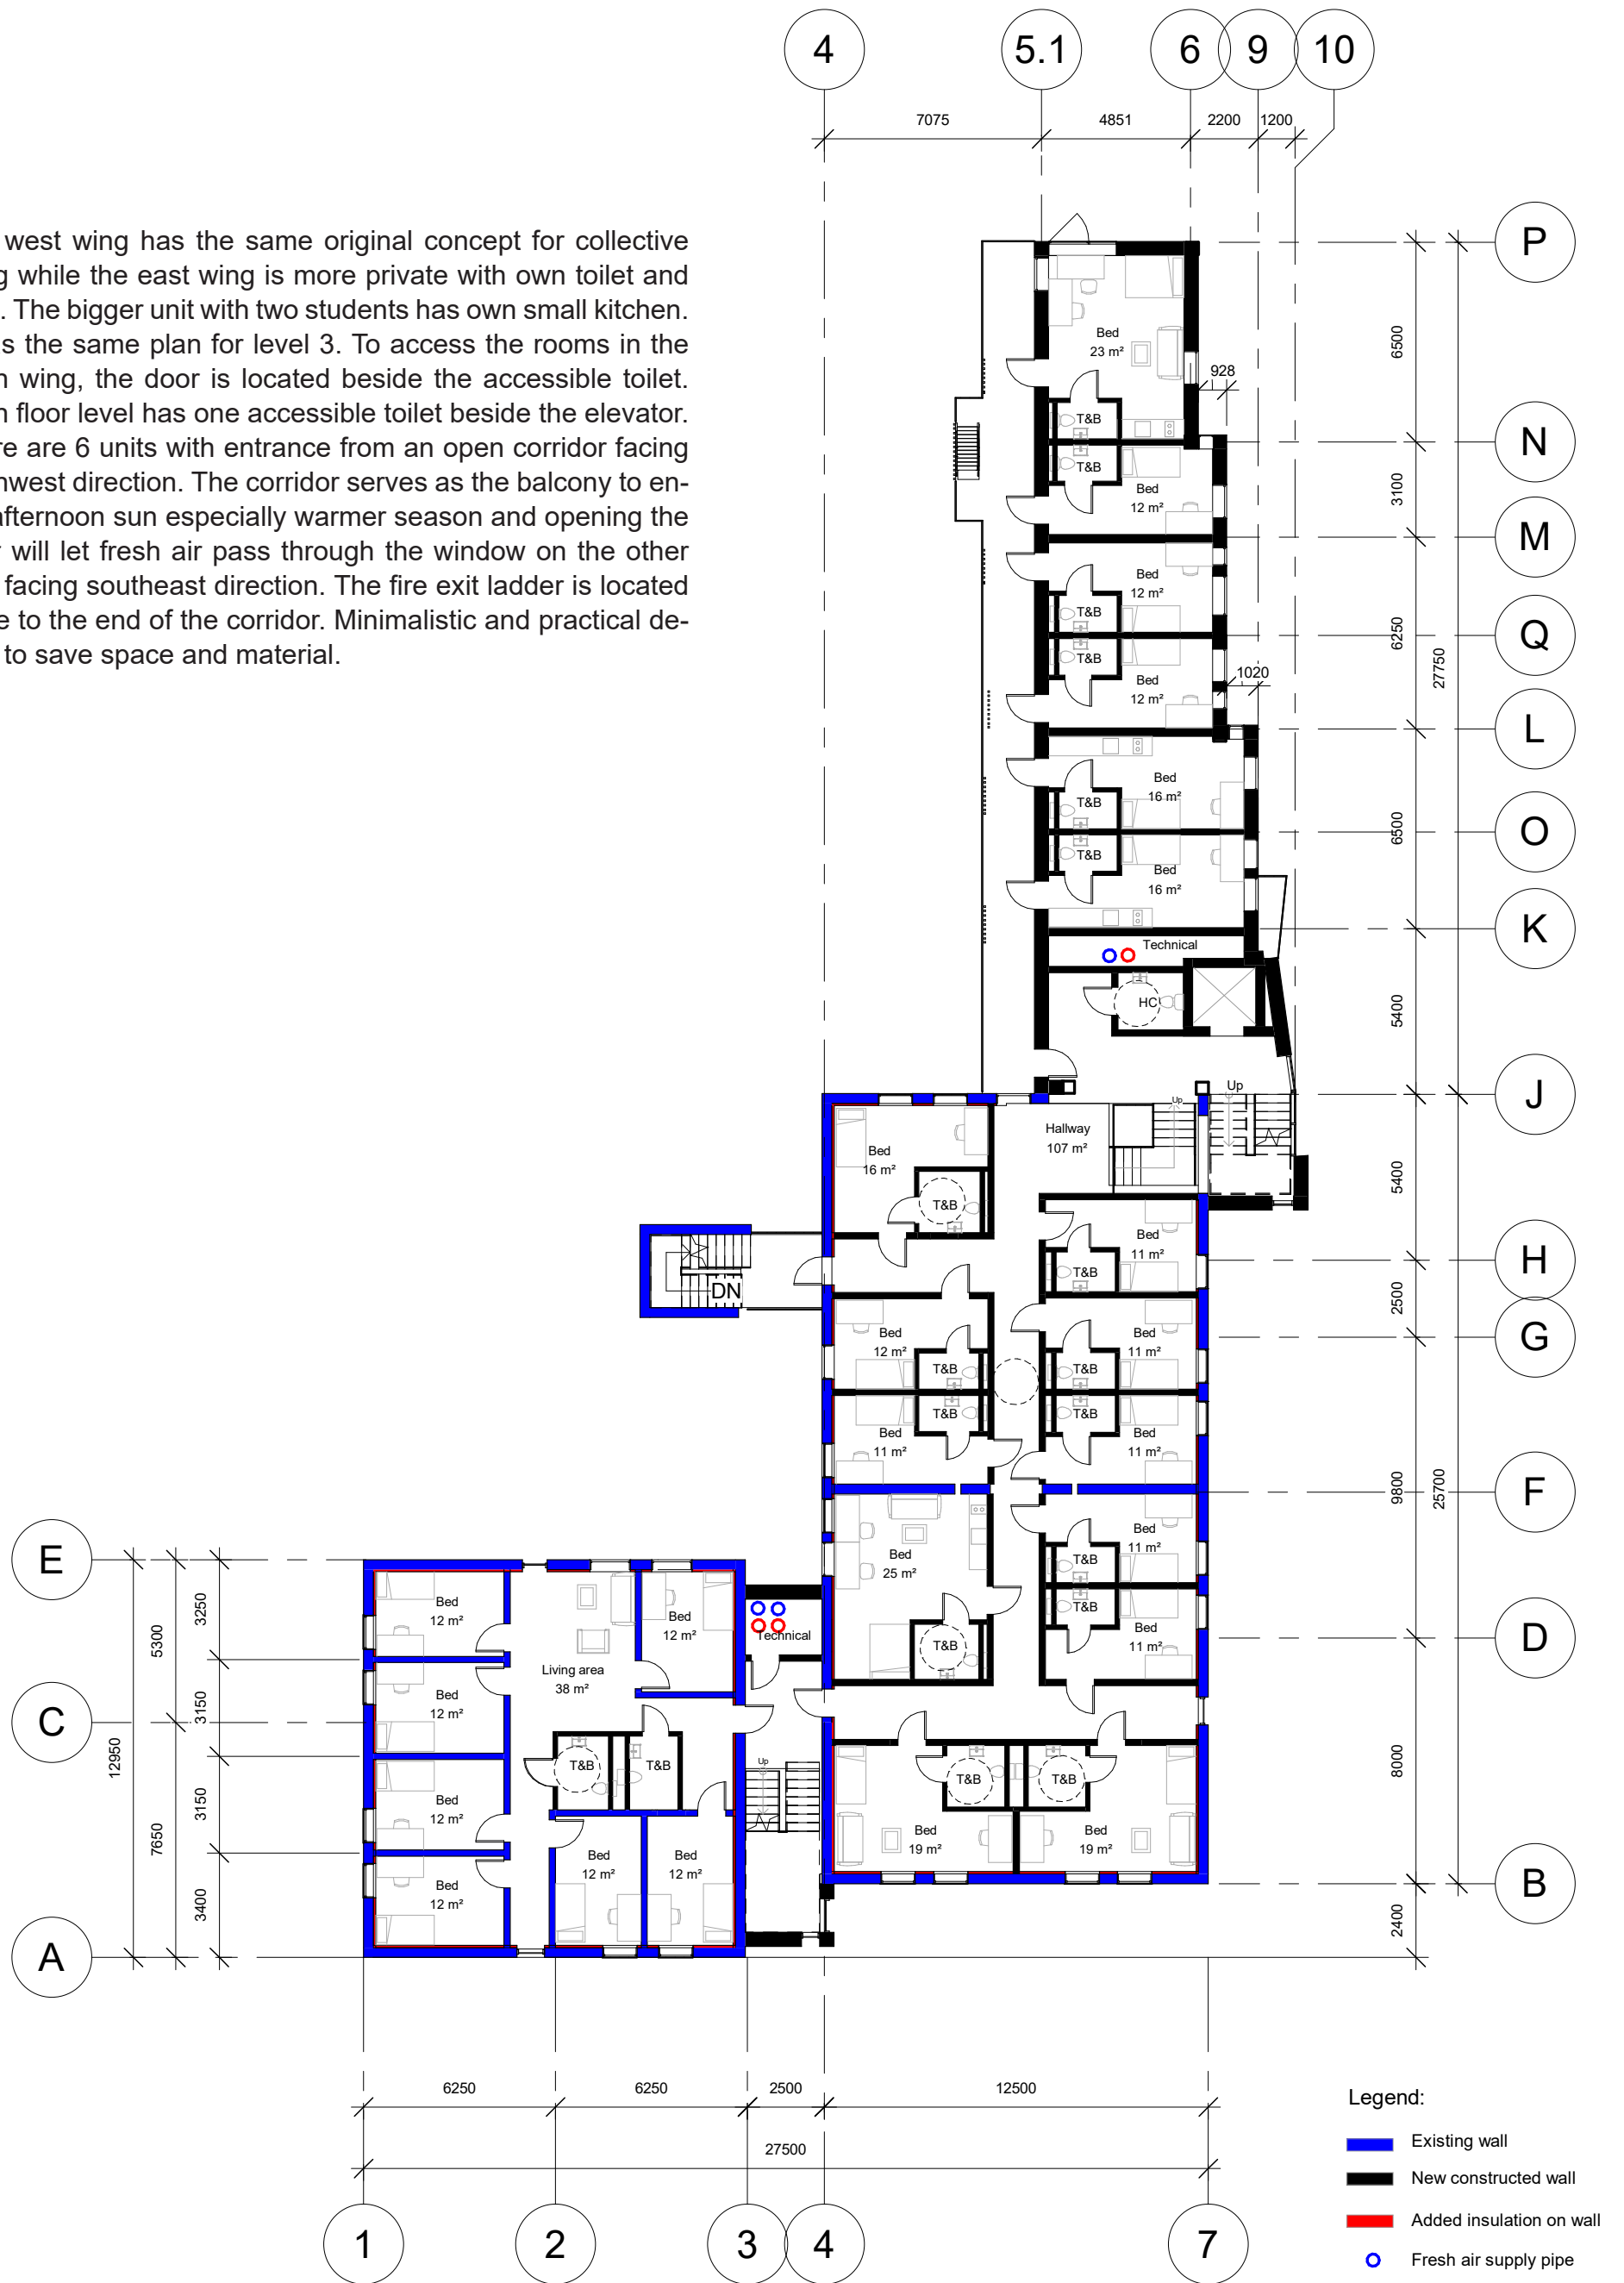 4
5.1
6
9
10
7075
4851
2200
1200
west wing has the same original concept for collective
g while the east wing is more private with own toilet and
. The bigger unit with two students has own small kitchen.
s the same plan for level 3. To access the rooms in the
n wing, the door is located beside the accessible toilet.
n floor level has one accessible toilet beside the elevator.
re are 6 units with entrance from an open corridor facing
nwest direction. The corridor serves as the balcony to en-
afternoon sun especially warmer season and opening the
r will let fresh air pass through the window on the other
facing southeast direction. The fire exit ladder is located
e to the end of the corridor. Minimalistic and practical de-
to save space and material.
P
6500
Bed
23 m²
928
T&B
N
T&B
3100
Bed
12 m²
M
Bed
12 m²
T&B
Q
6250
27750
T&B
1020
Bed
12 m²
L
Bed
16 m²
T&B
O
6500
T&B
Bed
16 m²
K
Technical
HC
5400
Up
J
Up
Hallway
107 m²
Bed
16 m²
5400
T&B
Bed
11 m²
H
T&B
DN
2500
Bed
12 m²
Bed
11 m²
G
T&B
T&B
T&B
T&B
Bed
11 m²
Bed
11 m²
9800
25700
F
Bed
11 m²
Bed
25 m²
E
T&B
3250
Bed
12 m²
Bed
12 m²
T&B
5300
Technical
T&B
Bed
11 m²
D
Living area
38 m²
Bed
12 m²
3150
C
12950
T&B
T&B
Up
T&B
T&B
8000
3150
Bed
12 m²
7650
Bed
19 m²
Bed
19 m²
Bed
12 m²
Bed
12 m²
Bed
12 m²
B
3400
2400
A
6250
6250
2500
12500
27500
1
2
3
4
7
Legend:
Existing wall
New constructed wall
Added insulation on wall
Fresh air supply pipe